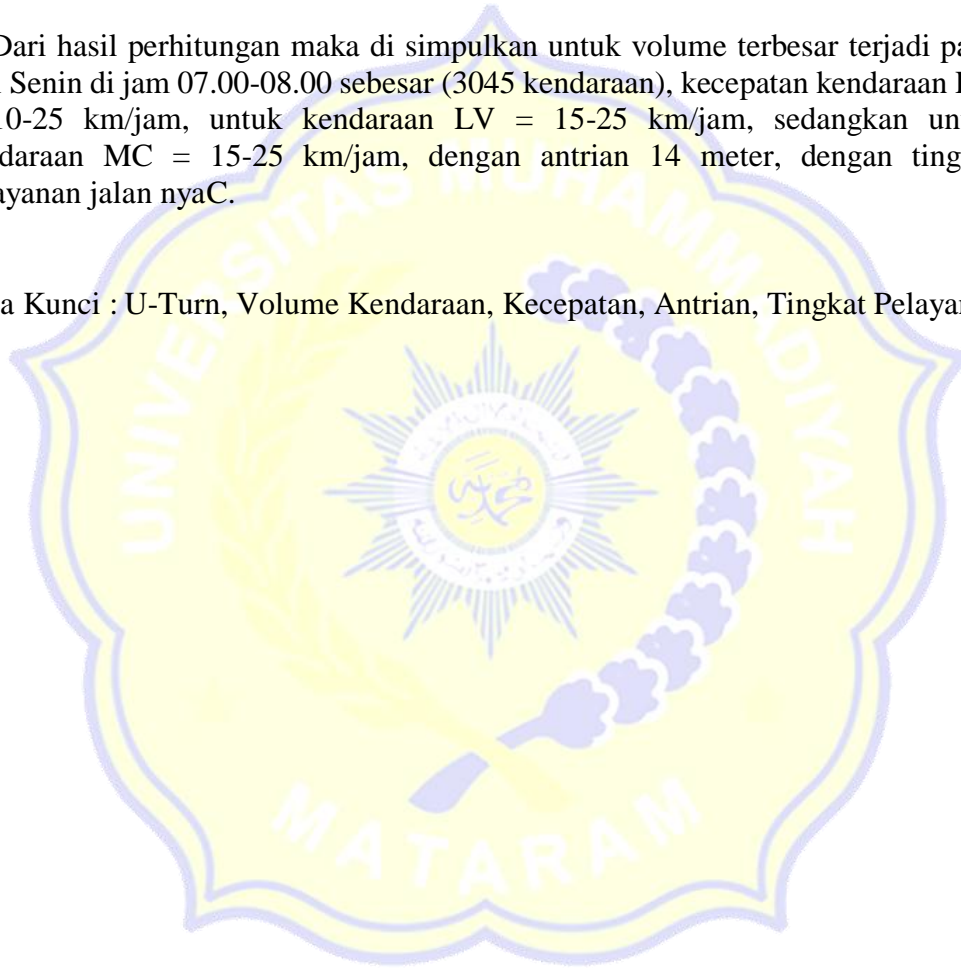 Dari hasil perhitungan maka di simpulkan untuk volume terbesar terjadi pa
Senin di jam 07.00-08.00 sebesar (3045 kendaraan), kecepatan kendaraan
10-25 km/jam, untuk kendaraan LV = 15-25 km/jam, sedangkan un
daraan MC = 15-25 km/jam, dengan antrian 14 meter, dengan ting
ayanan jalan nyaC.
a Kunci : U-Turn, Volume Kendaraan, Kecepatan, Antrian, Tingkat Pelayan
UNIVERSITAS MUHAMMADIYAH
MATARAM